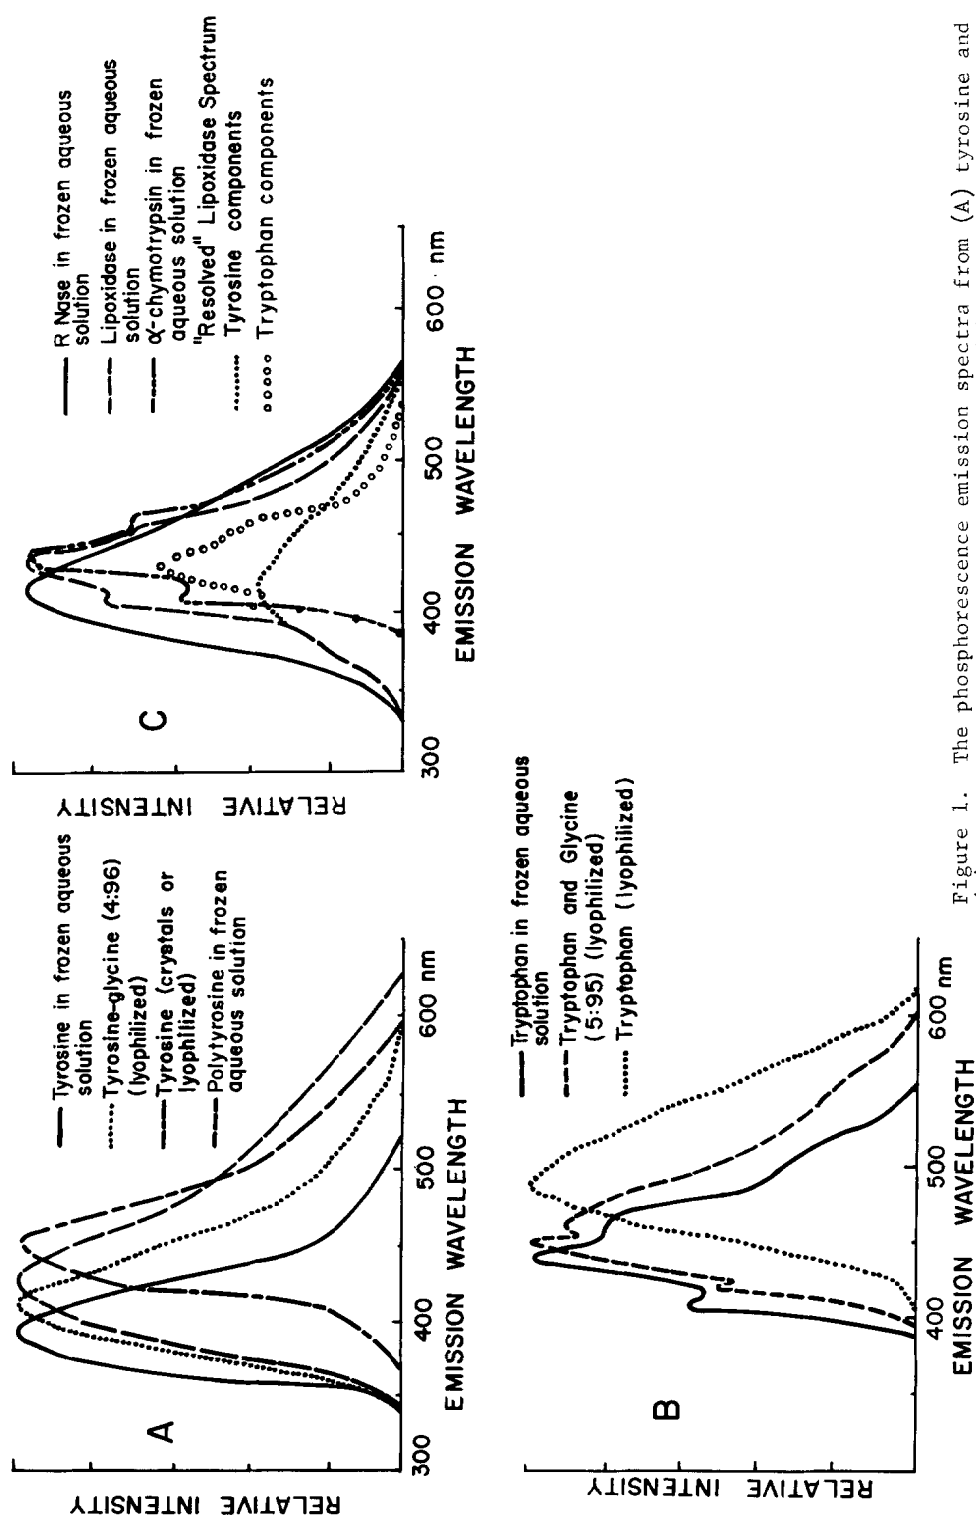 A
— Tyrosine in frozen aqueous
solution
······ Tyrosine-glycine (4:96)
(lyophilized)
Tyrosine (crystals or
lyophilized)
Polytyrosine in frozen
aqueous solution
RELATIVE INTENSITY
300 400 500 600 nm
EMISSION WAVELENGTH
C
R Nase in frozen aqueous
solution
Lipoxidase in frozen aqueous
solution
α-chymotrypsin in frozen
aqueous solution
"Resolved" Lipoxidase Spectrum
Tyrosine components
Tryptophan components
RELATIVE INTENSITY
300 400 500 600 nm
EMISSION WAVELENGTH
B
Tryptophan in frozen aqueous
solution
Tryptophan and Glycine
(5:95) (lyophilized)
Tryptophan (lyophilized)
RELATIVE INTENSITY
400 500 600 nm
EMISSION WAVELENGTH
Figure 1. The phosphorescence emission spectra from (A) tyrosine and